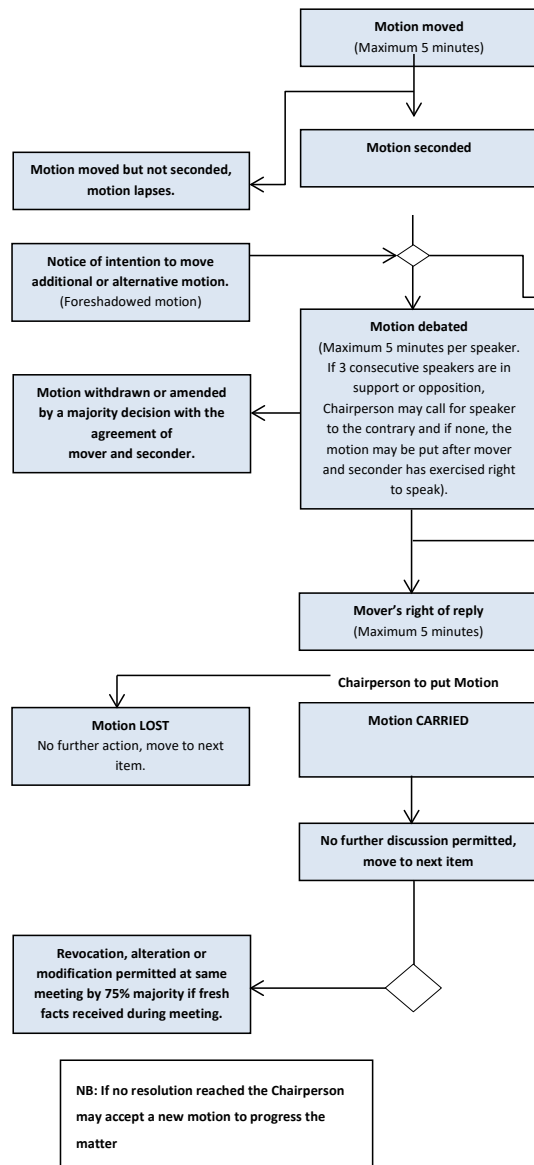 Motion moved
(Maximum 5 minutes)
Motion seconded
Motion moved but not seconded,
motion lapses.
Notice of intention to move
additional or alternative motion.
(Foreshadowed motion)
Motion debated
(Maximum 5 minutes per speaker.
If 3 consecutive speakers are in
support or opposition,
Chairperson may call for speaker
to the contrary and if none, the
motion may be put after mover
and seconder has exercised right
to speak).
Motion withdrawn or amended
by a majority decision with the
agreement of
mover and seconder.
Mover’s right of reply
(Maximum 5 minutes)
Chairperson to put Motion
Motion LOST
No further action, move to next
item.
Motion CARRIED
No further discussion permitted,
move to next item
Revocation, alteration or
modification permitted at same
meeting by 75% majority if fresh
facts received during meeting.
NB: If no resolution reached the Chairperson
may accept a new motion to progress the
matter